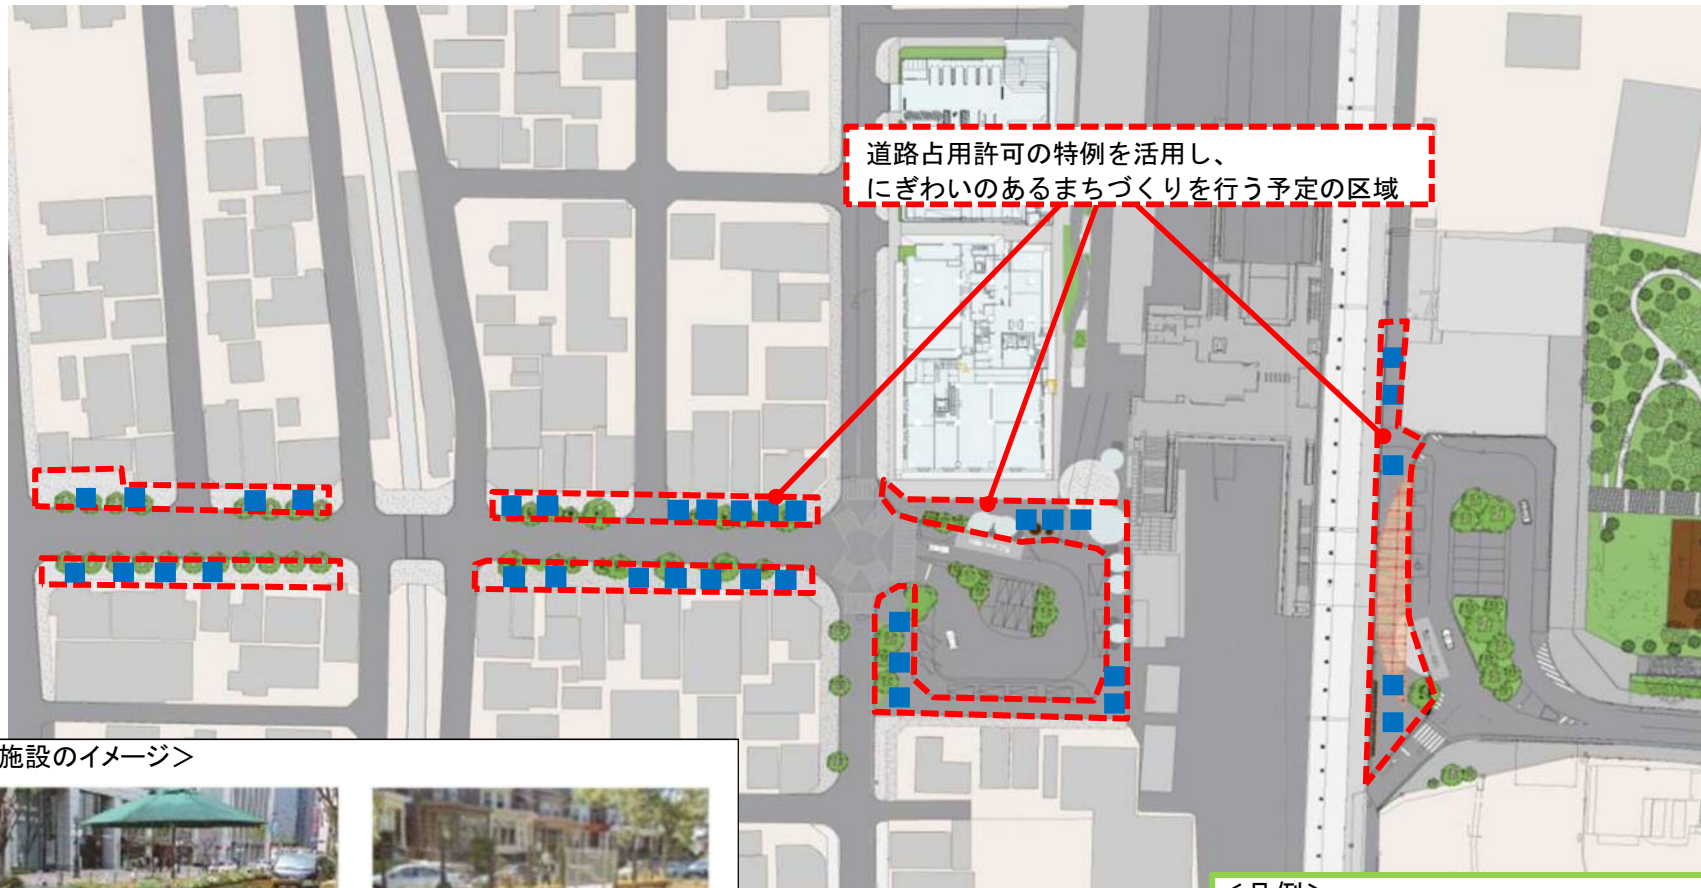 道路占用許可の特例を活用し、
にぎわいのあるまちづくりを行う予定の区域
施設のイメージ＞